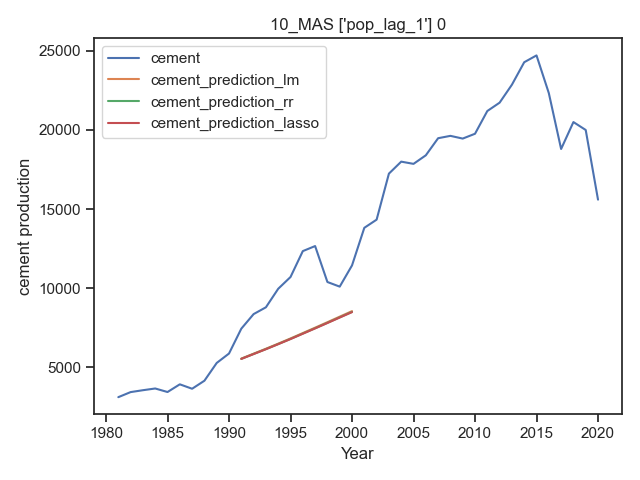 10_MAS ['pop_lag_1'] 0
cement
cement_prediction_lm
cement_prediction_rr
cement_prediction_lasso
cement production
25000
20000
15000
10000
5000
1980 1985 1990 1995 2000 2005 2010 2015 2020
Year